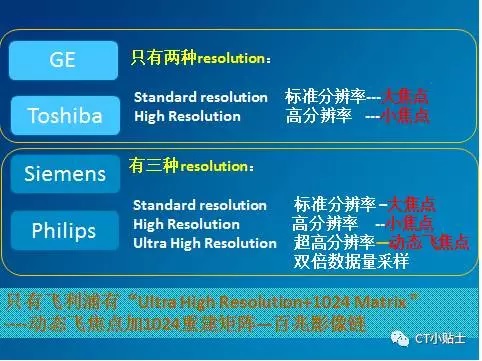 GE
只有两种resolution：
Toshiba
Standard resolution 标准分辨率---大焦点
High Resolution 高分辨率 ---小焦点
Siemens
有三种resolution：
Philips
Standard resolution 标准分辨率 –大焦点
High Resolution 高分辨率 --小焦点
Ultra High Resolution 超高分辨率—动态飞焦点
双倍数据量采样
只有飞利浦有“Ultra High Resolution+1024 Matrix”
----动态飞焦点加1024重建矩阵—百兆影像链
CT小贴士